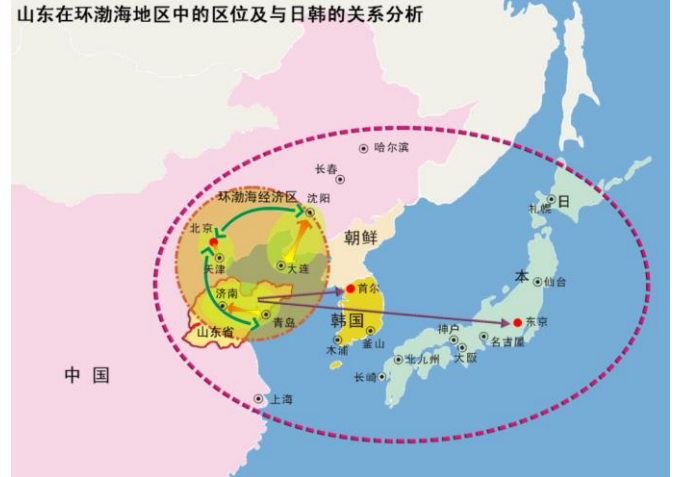 山东在环渤海地区中的区位及与日韩的关系分析
哈尔滨
长春
环渤海经济区
沈阳
北京
天津
大连
朝鲜
日
札幌
本
仙台
济南
首尔
韩国
青岛
山东省
木浦
釜山
神户
东京
名古屋
大阪
北九州
长崎
中国
上海